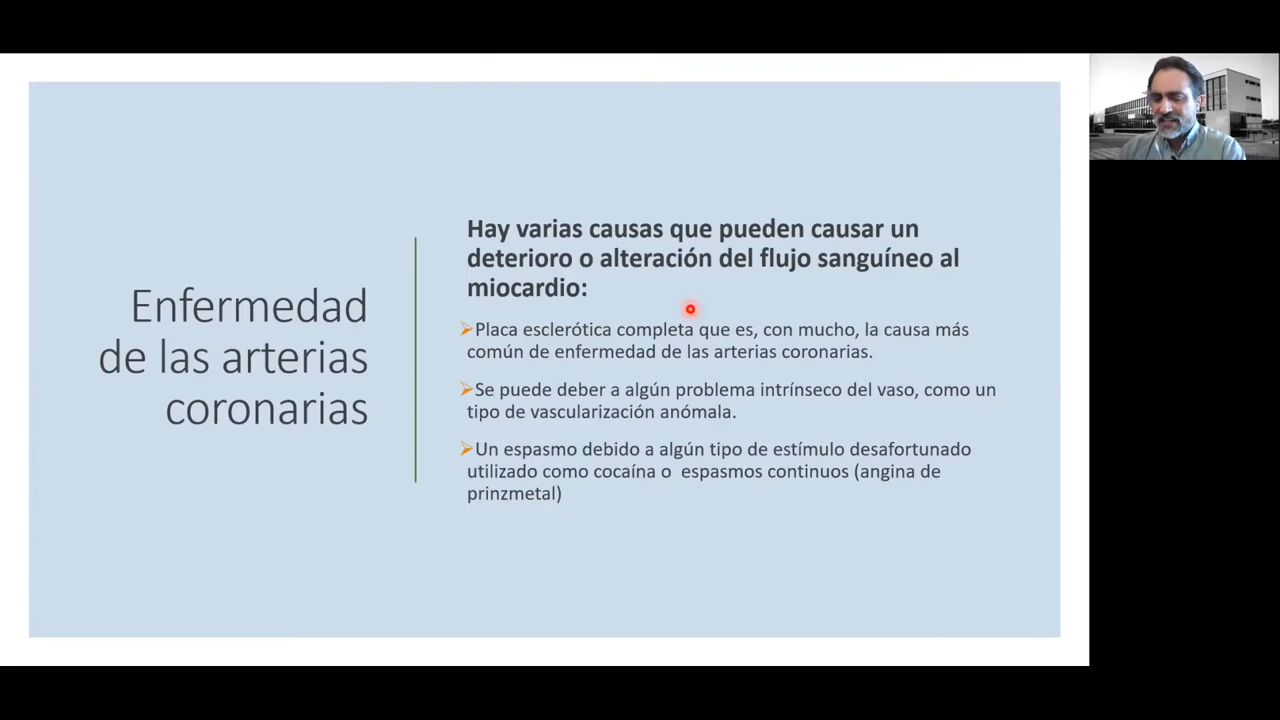 Enfermedad
de las arterias
coronarias
Hay varias causas que pueden causar un
deterioro o alteración del flujo sanguíneo al
miocardio:
Placa esclerótica completa que es, con mucho, la causa más
común de enfermedad de las arterias coronarias.
Se puede deber a algún problema intrínseco del vaso, como un
tipo de vascularización anómala.
Un espasmo debido a algún tipo de estímulo desafortunado
utilizado como cocaína o espasmos continuos (angina de
prinzmetal)